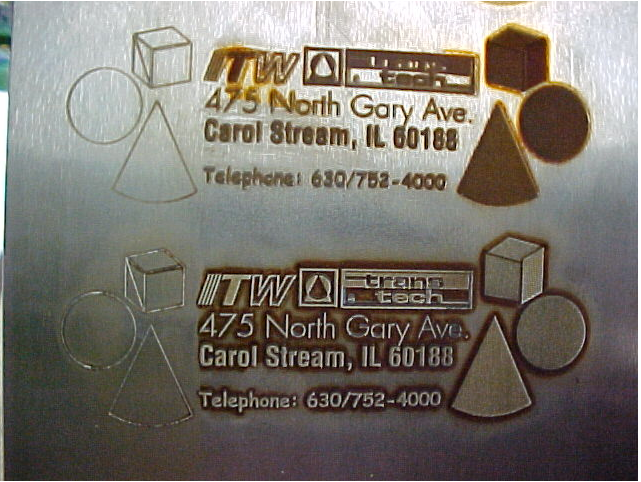 ITW trans tech
475 North Gary Ave.
Carol Stream, IL 60188
Telephone: 630/752-4000
ITW trans tech
475 North Gary Ave.
Carol Stream, IL 60188
Telephone: 630/752-4000